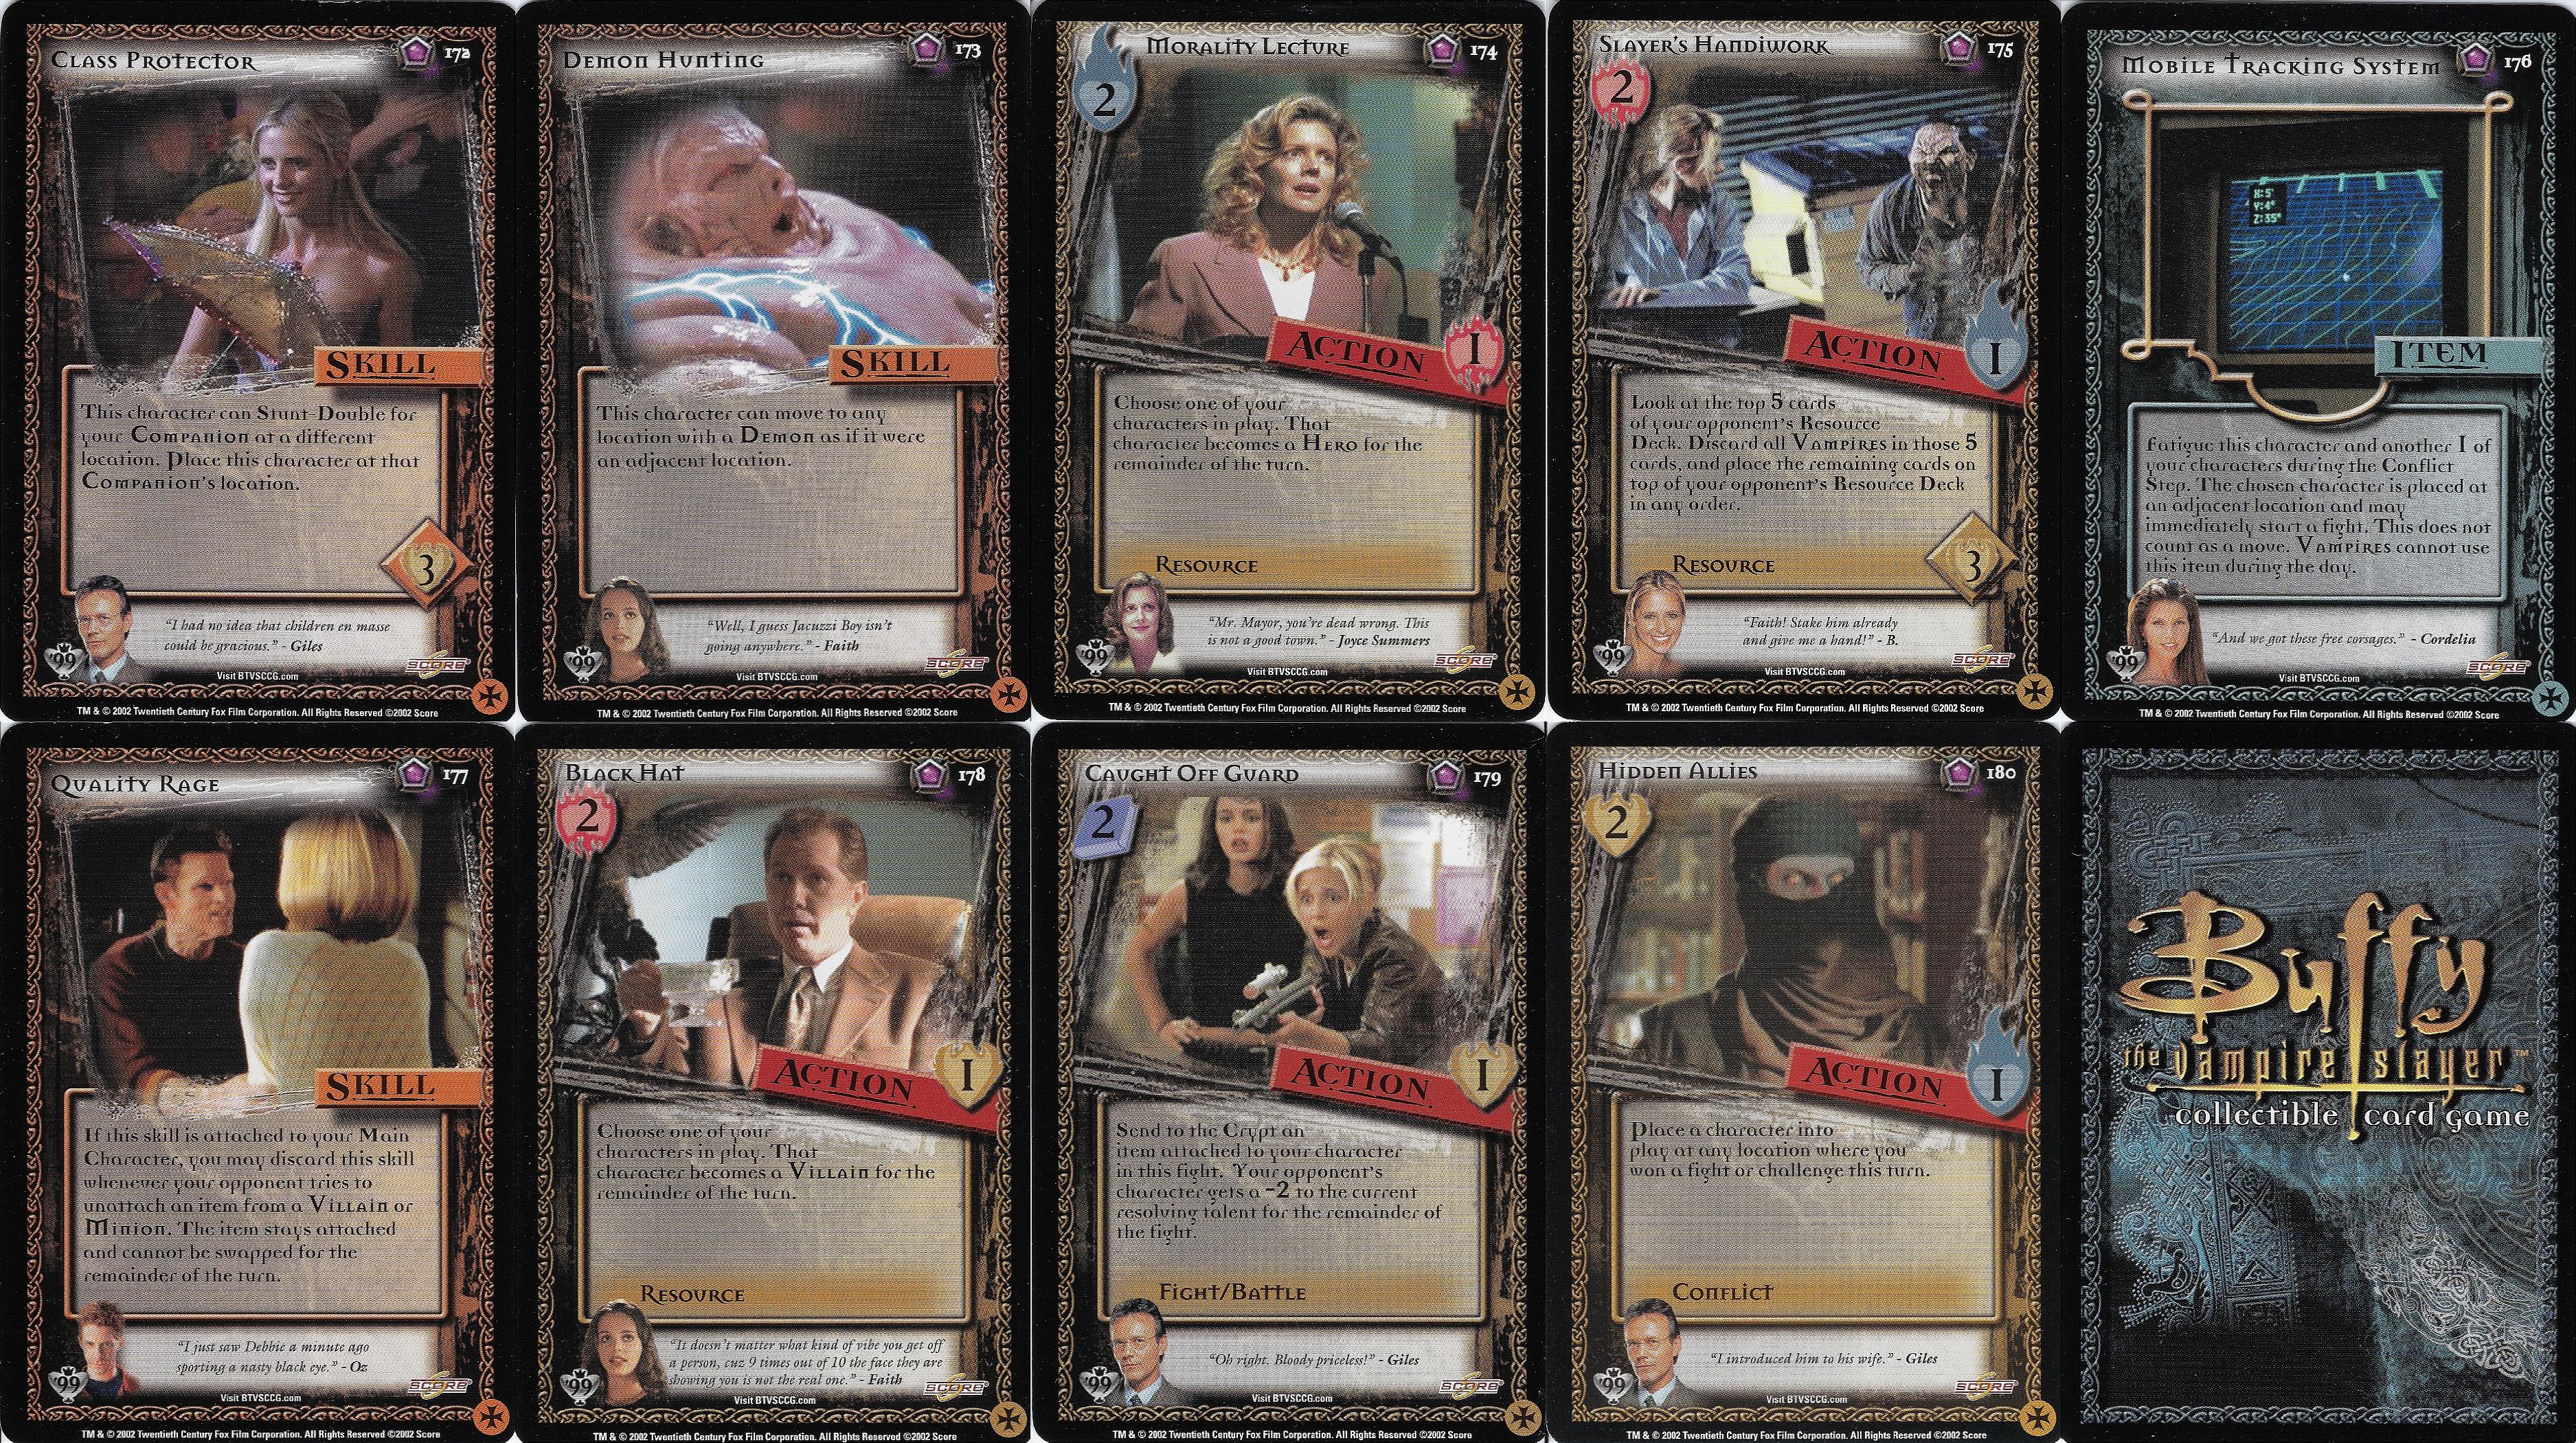 CLASS PROTECTOR
172
SKILL
This character can Stunt-Double for
your COMPANION at a different
location. Place this character at that
COMPANION'S location.
3
"I had no idea that children en masse
could be gracious." - Giles
'99
SCORE
Visit BTVSCCG.com
TM & © 2002 Twentieth Century Fox Film Corporation. All Rights Reserved ©2002 Score
DEMON HUNTING
173
SKILL
This character can move to any
location with a DEMON as if it were
an adjacent location.
"Well, I guess Jacuzzi Boy isn't
going anywhere." - Faith
'99
SCORE
Visit BTVSCCG.com
TM & © 2002 Twentieth Century Fox Film Corporation. All Rights Reserved ©2002 Score
MORALITY LECTURE
174
2
ACTION
1
Choose one of your
characters in play. That
character becomes a HERO for the
remainder of the turn.
RESOURCE
"Mr. Mayor, you're dead wrong. This
is not a good town." - Joyce Summers
'99
SCORE
Visit BTVSCCG.com
TM & © 2002 Twentieth Century Fox Film Corporation. All Rights Reserved ©2002 Score
SLAYER'S HANDIWORK
175
2
ACTION
1
Look at the top 5 cards
of your opponent's Resource
Deck. Discard all VAMPIRES in those 5
cards, and place the remaining cards on
top of your opponent's Resource Deck
in any order.
3
RESOURCE
"Faith! Stake him already
and give me a hand!" - B.
'99
SCORE
Visit BTVSCCG.com
TM & © 2002 Twentieth Century Fox Film Corporation. All Rights Reserved ©2002 Score
MOBILE TRACKING SYSTEM
176
X:5°
Y:4°
Z:35°
ITEM
Fatigue this character and another 1 of
your characters during the Conflict
Step. The chosen character is placed at
an adjacent location and may
immediately start a fight. This does not
count as a move. VAMPIRES cannot use
this item during the day.
"And we got these free corsages." - Cordelia
'99
SCORE
Visit BTVSCCG.com
TM & © 2002 Twentieth Century Fox Film Corporation. All Rights Reserved ©2002 Score
QUALITY RAGE
177
SKILL
If this skill is attached to your Main
Character, you may discard this skill
whenever your opponent tries to
unattach an item from a VILLAIN or
MINION. The item stays attached
and cannot be swapped for the
remainder of the turn.
"I just saw Debbie a minute ago
sporting a nasty black eye." - Oz
'99
SCORE
Visit BTVSCCG.com
TM & © 2002 Twentieth Century Fox Film Corporation. All Rights Reserved ©2002 Score
BLACK HAT
178
2
ACTION
1
Choose one of your
characters in play. That
character becomes a VILLAIN for the
remainder of the turn.
RESOURCE
"It doesn't matter what kind of vibe you get off
a person, cuz 9 times out of 10 the face they are
showing you is not the real one." - Faith
'99
SCORE
Visit BTVSCCG.com
TM & © 2002 Twentieth Century Fox Film Corporation. All Rights Reserved ©2002 Score
CAUGHT OFF GUARD
179
2
ACTION
1
Send to the Crypt an
item attached to your character
in this fight. Your opponent's
character gets a -2 to the current
resolving talent for the remainder of
the fight.
FIGHT/BATTLE
"Oh right. Bloody priceless!" - Giles
'99
SCORE
Visit BTVSCCG.com
TM & © 2002 Twentieth Century Fox Film Corporation. All Rights Reserved ©2002 Score
HIDDEN ALLIES
180
2
ACTION
1
Place a character into
play at any location where you
won a fight or challenge this turn.
CONFLICT
"I introduced him to his wife." - Giles
'99
SCORE
Visit BTVSCCG.com
TM & © 2002 Twentieth Century Fox Film Corporation. All Rights Reserved ©2002 Score
Buffy
the vampire slayer™
collectible card game